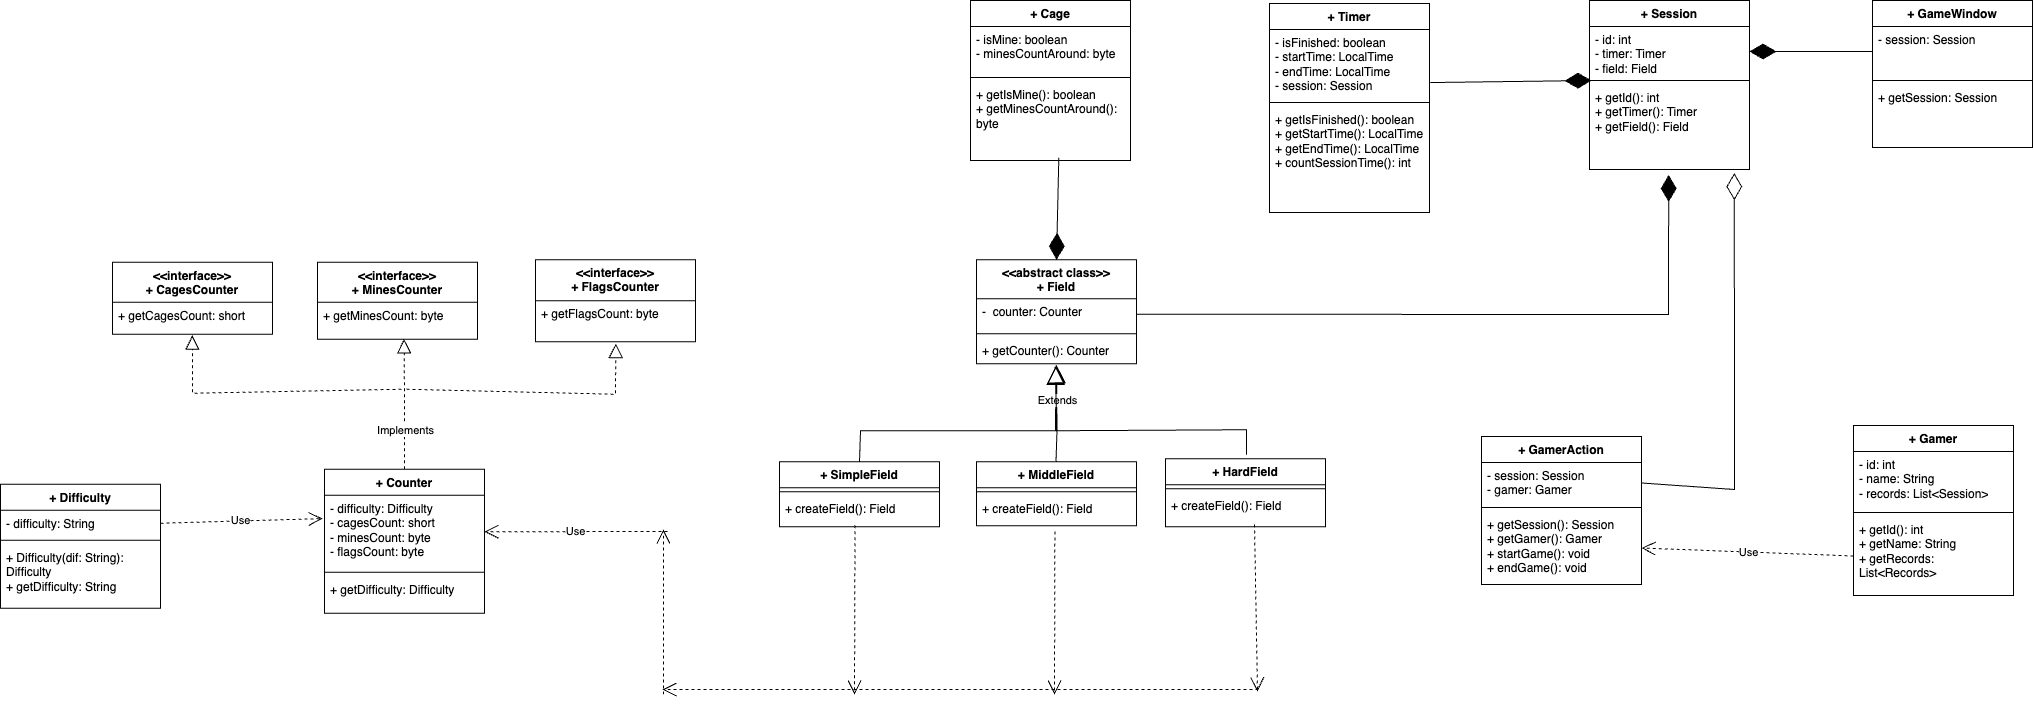 + Cage
- isMine: boolean
- minesCountAround: byte
+ getIsMine(): boolean
+ getMinesCountAround():
byte
+ Timer
- isFinished: boolean
- startTime: LocalTime
- endTime: LocalTime
- session: Session
+ getIsFinished(): boolean
+ getStartTime(): LocalTime
+ getEndTime(): LocalTime
+ countSessionTime(): int
+ Session
- id: int
- timer: Timer
- field: Field
+ getId(): int
+ getTimer(): Timer
+ getField(): Field
+ GameWindow
- session: Session
+ getSession: Session
<<interface>>
+ CagesCounter
+ getCagesCount: short
<<interface>>
+ MinesCounter
+ getMinesCount: byte
<<interface>>
+ FlagsCounter
+ getFlagsCount: byte
<<abstract class>>
+ Field
- counter: Counter
+ getCounter(): Counter
Extends
Implements
+ Difficulty
- difficulty: String
+ Difficulty(dif: String):
Difficulty
+ getDifficulty: String
Use
+ Counter
- difficulty: Difficulty
- cagesCount: short
- minesCount: byte
- flagsCount: byte
+ getDifficulty: Difficulty
Use
+ SimpleField
+ createField(): Field
+ MiddleField
+ createField(): Field
+ HardField
+ createField(): Field
+ GamerAction
- session: Session
- gamer: Gamer
+ getSession(): Session
+ getGamer(): Gamer
+ startGame(): void
+ endGame(): void
Use
+ Gamer
- id: int
- name: String
- records: List<Session>
+ getId(): int
+ getName: String
+ getRecords:
List<Records>